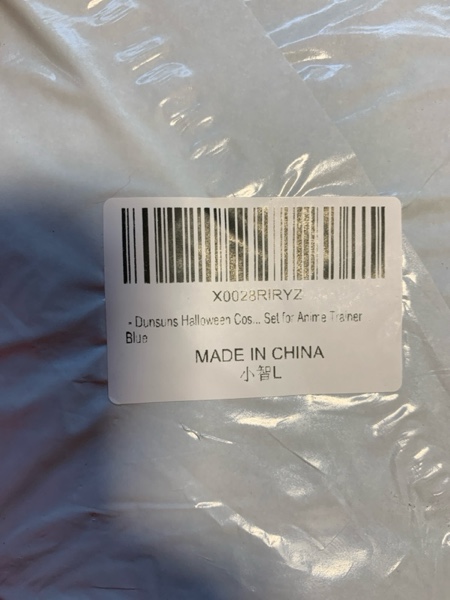 X0028RIRYZ
- Dunsuns Halloween Cos... Set for Anime Trainer
Blue
MADE IN CHINA
小智L